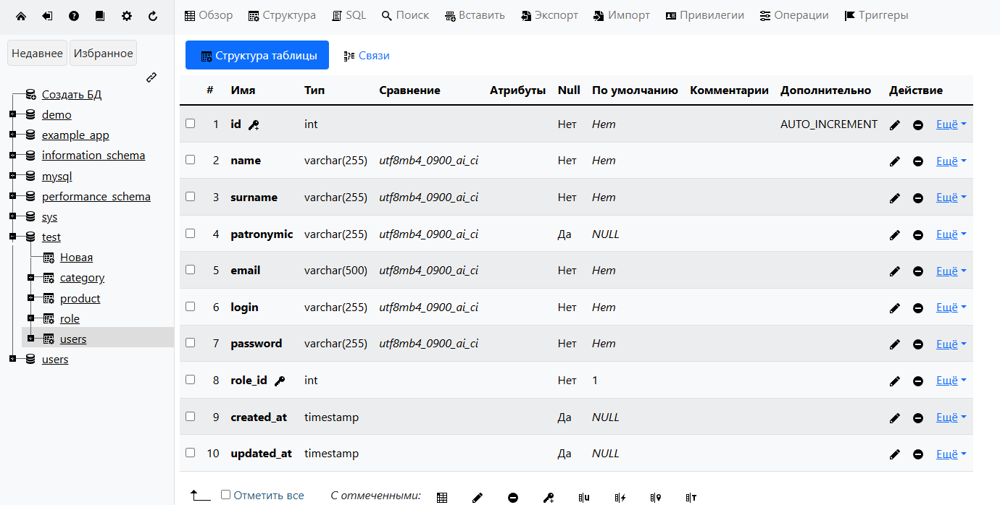 Обзор Структура SQL Поиск Вставить Экспорт Импорт Привилегии Операции Триггеры
Недавнее Избранное
Создать БД
demo
example_app
information_schema
mysql
performance_schema
sys
test
Новая
category
product
role
users
users
Структура таблицы Связи
# Имя Тип Сравнение Атрибуты Null По умолчанию Комментарии Дополнительно Действие
1 id int Нет Нет AUTO_INCREMENT Ещё
2 name varchar(255) utf8mb4_0900_ai_ci Нет Нет Ещё
3 surname varchar(255) utf8mb4_0900_ai_ci Нет Нет Ещё
4 patronymic varchar(255) utf8mb4_0900_ai_ci Да NULL Ещё
5 email varchar(500) utf8mb4_0900_ai_ci Нет Нет Ещё
6 login varchar(255) utf8mb4_0900_ai_ci Нет Нет Ещё
7 password varchar(255) utf8mb4_0900_ai_ci Нет Нет Ещё
8 role_id int Нет 1 Ещё
9 created_at timestamp Да NULL Ещё
10 updated_at timestamp Да NULL Ещё
Отметить все С отмеченными: